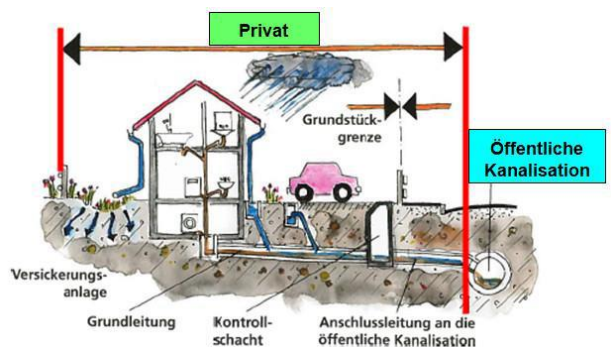 Privat
Grundstück-
grenze
Öffentliche
Kanalisation
Versickerungs-
anlage
Grundleitung
Kontroll-
schacht
Anschlussleitung an die
öffentliche Kanalisation